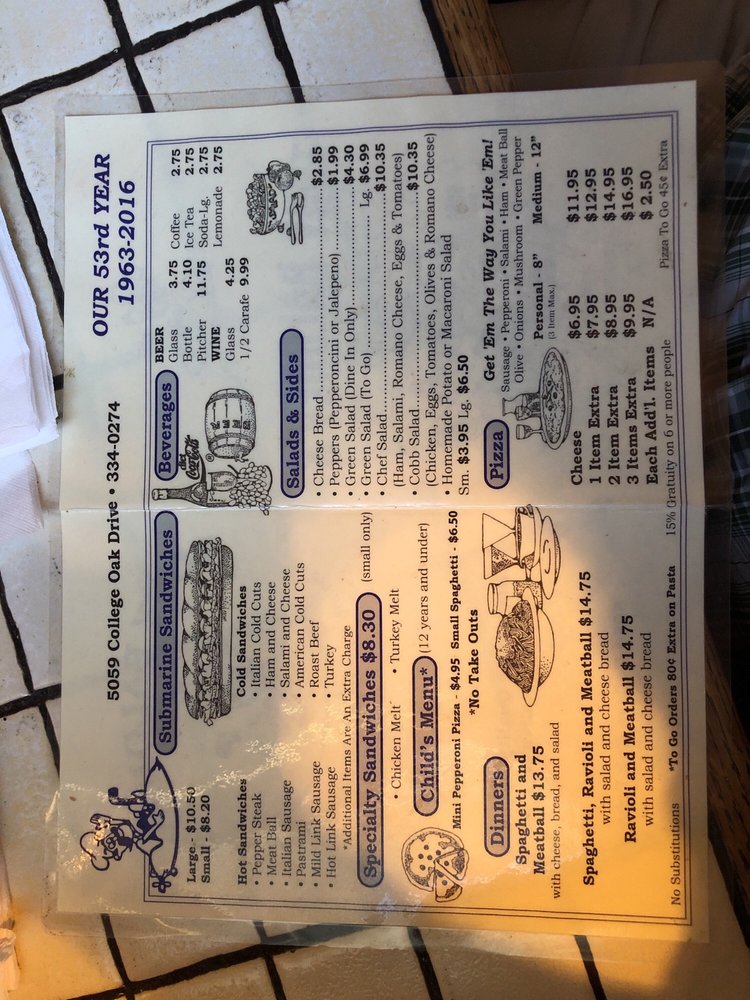 5059 College Oak Drive • 334-0274
OUR 53rd YEAR
1963-2016
Large - $10.50
Small - $8.20
Submarine Sandwiches
Hot Sandwiches
• Pepper Steak
• Meat Ball
• Italian Sausage
• Pastrami
• Mild Link Sausage
• Hot Link Sausage
Cold Sandwiches
• Italian Cold Cuts
• Ham and Cheese
• Salami and Cheese
• American Cold Cuts
• Roast Beef
• Turkey
*Additional Items Are An Extra Charge
Specialty Sandwiches $8.30 (small only)
• Chicken Melt • Turkey Melt
Child's Menu* (12 years and under)
Mini Pepperoni Pizza - $4.95 Small Spaghetti - $6.50
*No Take Outs
Dinners
Spaghetti and
Meatball $13.75
with cheese, bread, and salad
Spaghetti, Ravioli and Meatball $14.75
with salad and cheese bread
Ravioli and Meatball $14.75
with salad and cheese bread
Beverages
diet
Coca-Cola
BEER
BEER
Glass 3.75
Bottle 4.10
Pitcher 11.75
WINE
Glass 4.25
1/2 Carafe 9.99
Coffee 2.75
Ice Tea 2.75
Soda-Lg. 2.75
Lemonade 2.75
Salads & Sides
• Cheese Bread $2.85
• Peppers (Pepperoncini or Jalepeno) $1.99
• Green Salad (Dine In Only) $4.30
• Green Salad (To Go) Lg. $6.99
• Chef Salad $10.35
(Ham, Salami, Romano Cheese, Eggs & Tomatoes)
• Cobb Salad $10.35
(Chicken, Eggs, Tomatoes, Olives & Romano Cheese)
• Homemade Potato or Macaroni Salad
Sm. $3.95 Lg. $6.50
Pizza
Get 'Em The Way You Like 'Em!
Sausage • Pepperoni • Salami • Ham • Meat Ball
Olive • Onions • Mushroom • Green Pepper
Personal - 8" Medium - 12"
(3 Item Max.)
Cheese $6.95 $11.95
1 Item Extra $7.95 $12.95
2 Item Extra $8.95 $14.95
3 Items Extra $9.95 $16.95
Each Add'l. Items N/A $ 2.50
No Substitutions *To Go Orders 80¢ Extra on Pasta 15% Gratuity on 6 or more people Pizza To Go 45¢ Extra